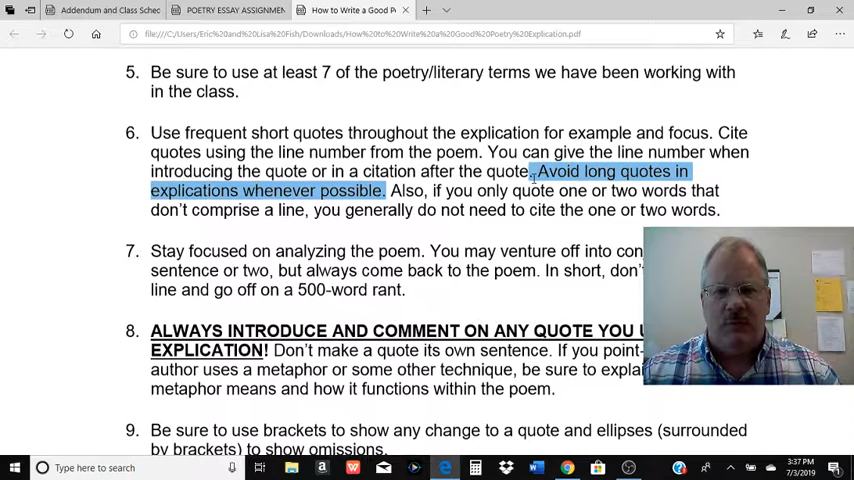 Addendum and Class Sched
POETRY ESSAY ASSIGNMEN
How to Write a Good Po
file:///C:/Users/Eric%20and%20Lisa%20Fish/Downloads/How%20to%20Write%20a%20Good%20Poetry%20Explication.pdf
5. Be sure to use at least 7 of the poetry/literary terms we have been working with
in the class.
6. Use frequent short quotes throughout the explication for example and focus. Cite
quotes using the line number from the poem. You can give the line number when
introducing the quote or in a citation after the quote. Avoid long quotes in
explications whenever possible. Also, if you only quote one or two words that
don't comprise a line, you generally do not need to cite the one or two words.
7. Stay focused on analyzing the poem. You may venture off into con
sentence or two, but always come back to the poem. In short, don'
line and go off on a 500-word rant.
8. ALWAYS INTRODUCE AND COMMENT ON ANY QUOTE YOU U
EXPLICATION! Don't make a quote its own sentence. If you point-
author uses a metaphor or some other technique, be sure to explai
metaphor means and how it functions within the poem.
9. Be sure to use brackets to show any change to a quote and ellipses (surrounded
by brackets) to show omissions.
Type here to search
3:37 PM
7/3/2019